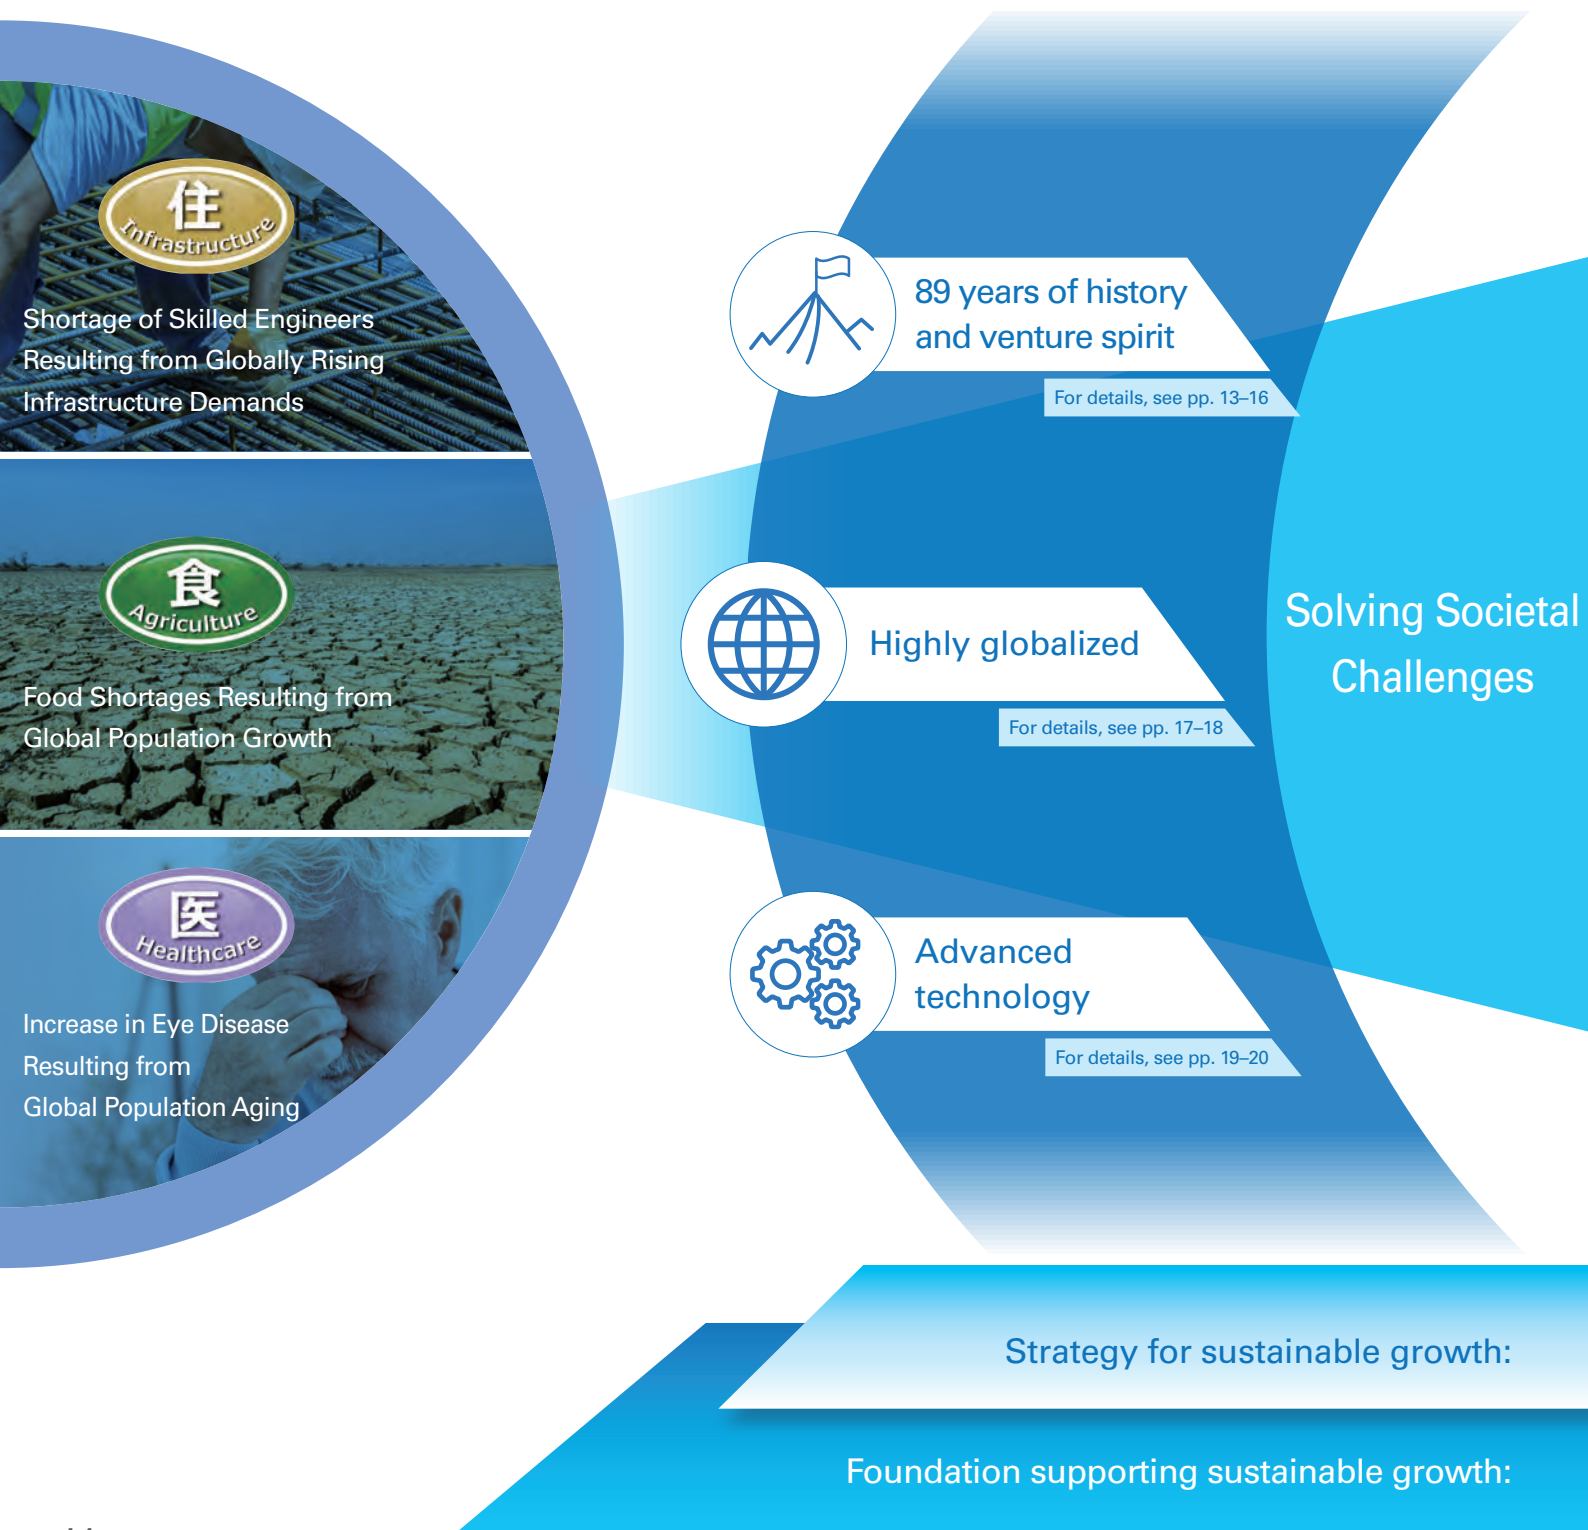 住
Infrastructure
Shortage of Skilled Engineers
Resulting from Globally Rising
Infrastructure Demands
食
Agriculture
Food Shortages Resulting from
Global Population Growth
医
Healthcare
Increase in Eye Disease
Resulting from
Global Population Aging
89 years of history
and venture spirit
For details, see pp. 13–16
Highly globalized
For details, see pp. 17–18
Advanced
technology
For details, see pp. 19–20
Solving Societal
Challenges
Strategy for sustainable growth:
Foundation supporting sustainable growth: